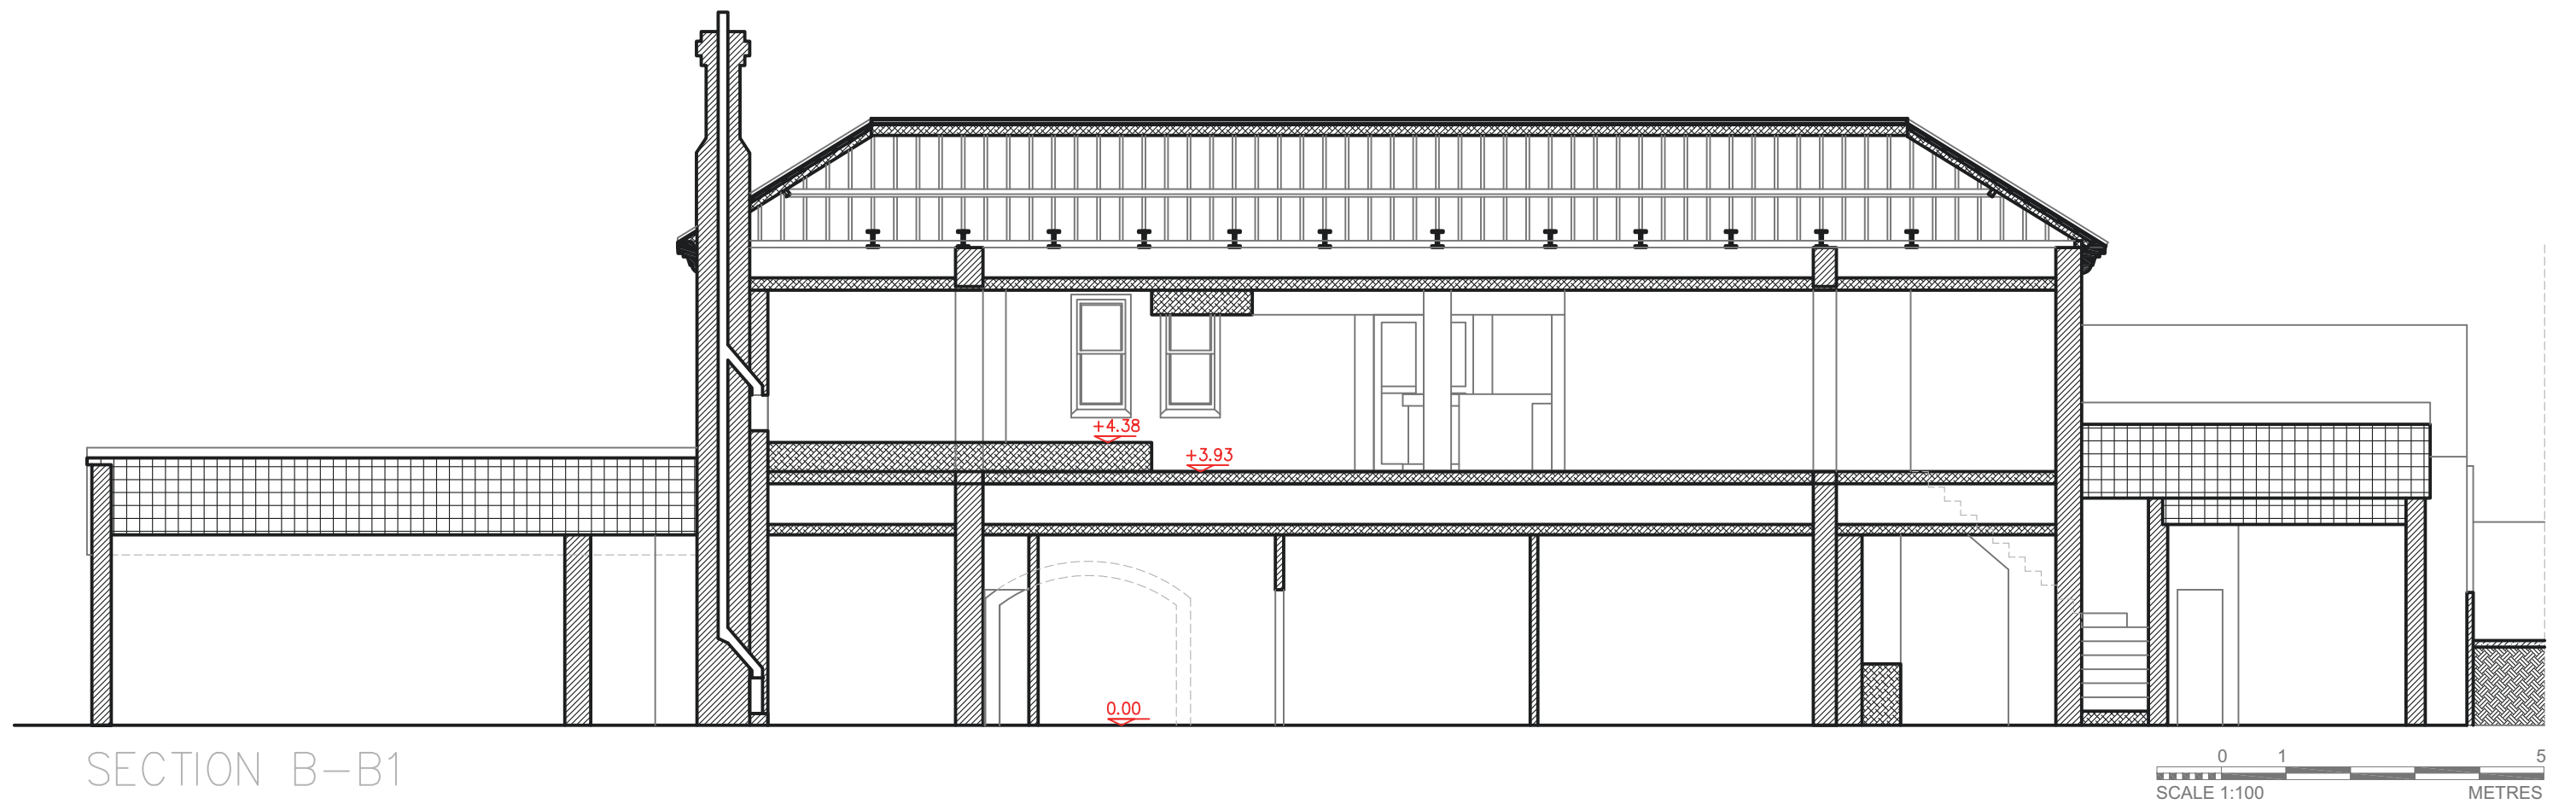 +4.38
+3.93
0.00
SECTION B-B1
0 1 5
SCALE 1:100 METRES